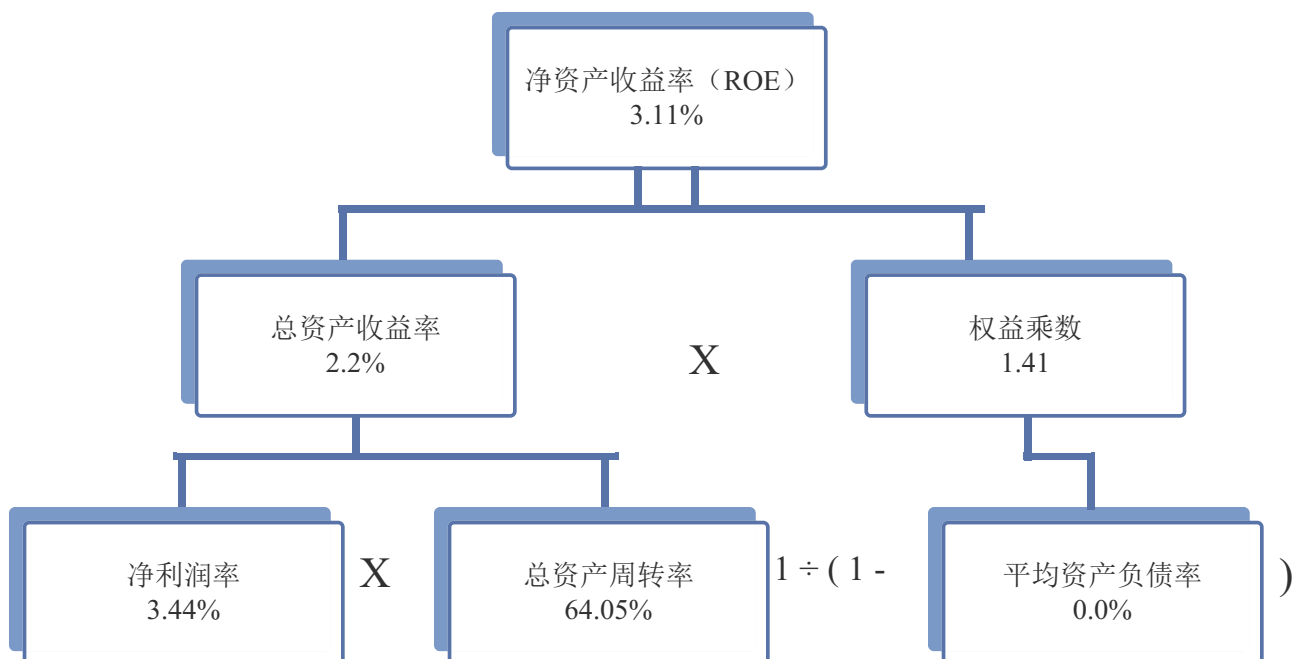 净资产收益率（ROE）
3.11%
总资产收益率
2.2%
X
权益乘数
1.41
净利润率
3.44%
X
总资产周转率
64.05%
1 ÷ ( 1 -
平均资产负债率
0.0%
)